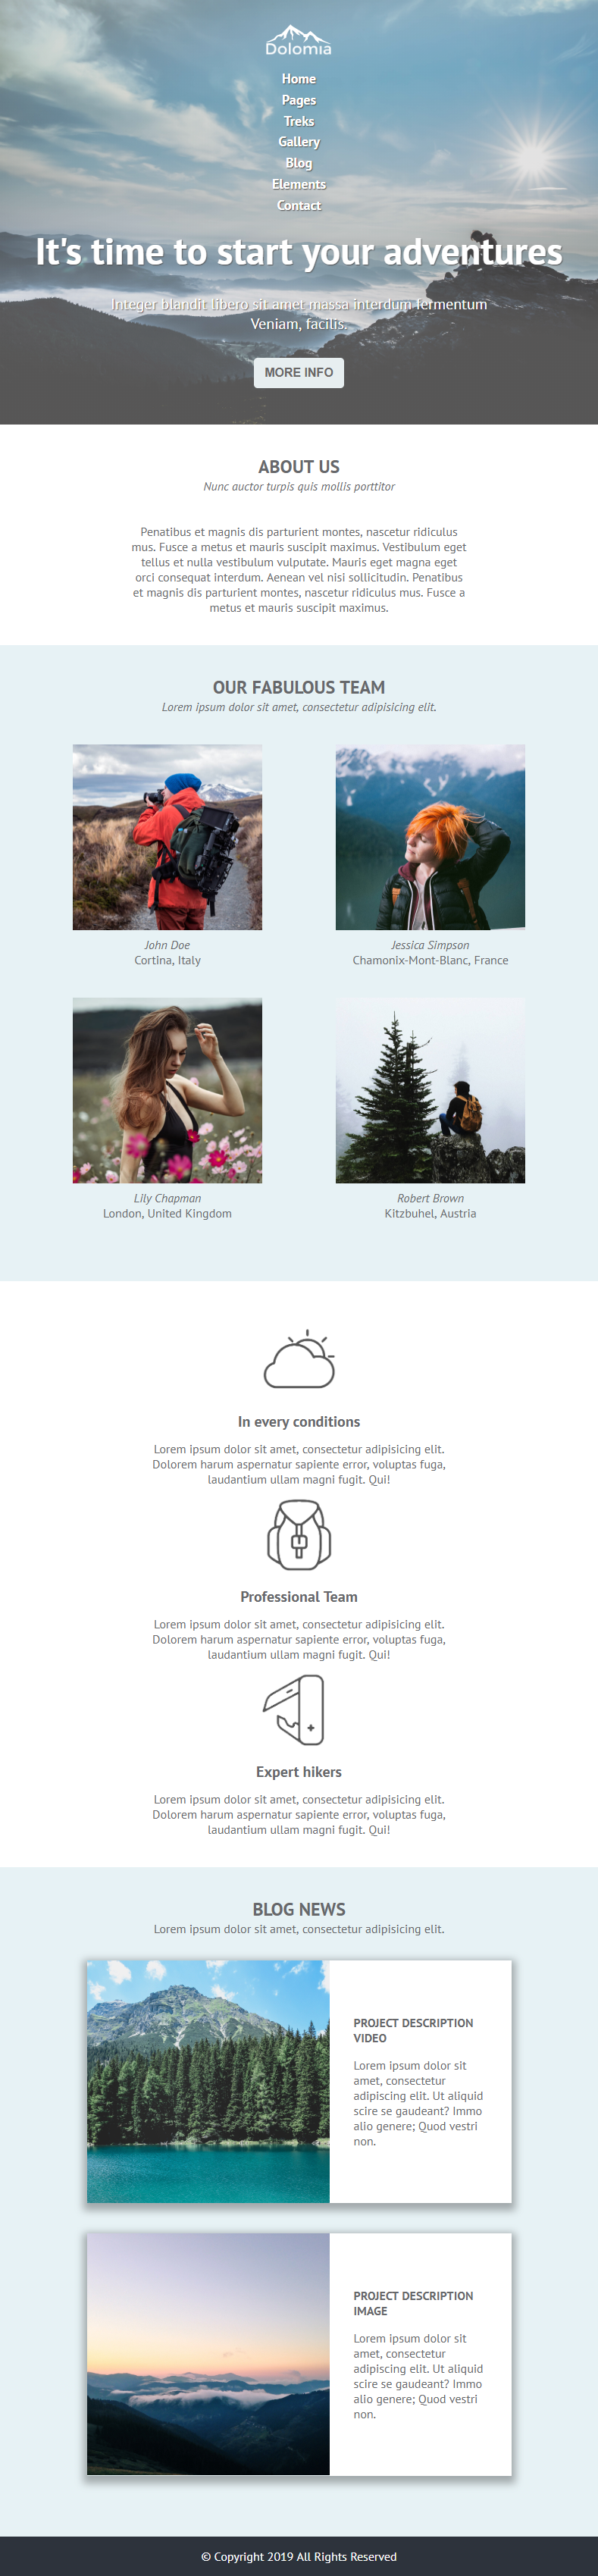 Dolomia
Home
Pages
Treks
Gallery
Blog
Elements
Contact
It's time to start your adventures
Integer blandit libero sit amet massa interdum fermentum
Veniam, facilis.
MORE INFO
ABOUT US
Nunc auctor turpis quis mollis porttitor
Penatibus et magnis dis parturient montes, nascetur ridiculus
mus. Fusce a metus et mauris suscipit maximus. Vestibulum eget
tellus et nulla vestibulum vulputate. Mauris eget magna eget
orci consequat interdum. Aenean vel nisi sollicitudin. Penatibus
et magnis dis parturient montes, nascetur ridiculus mus. Fusce a
metus et mauris suscipit maximus.
OUR FABULOUS TEAM
Lorem ipsum dolor sit amet, consectetur adipisicing elit.
John Doe
Cortina, Italy
Jessica Simpson
Chamonix-Mont-Blanc, France
Lily Chapman
London, United Kingdom
Robert Brown
Kitzbuhel, Austria
In every conditions
Lorem ipsum dolor sit amet, consectetur adipisicing elit.
Dolorem harum aspernatur sapiente error, voluptas fuga,
laudantium ullam magni fugit. Qui!
Professional Team
Lorem ipsum dolor sit amet, consectetur adipisicing elit.
Dolorem harum aspernatur sapiente error, voluptas fuga,
laudantium ullam magni fugit. Qui!
Expert hikers
Lorem ipsum dolor sit amet, consectetur adipisicing elit.
Dolorem harum aspernatur sapiente error, voluptas fuga,
laudantium ullam magni fugit. Qui!
BLOG NEWS
Lorem ipsum dolor sit amet, consectetur adipisicing elit.
PROJECT DESCRIPTION
VIDEO
Lorem ipsum dolor sit
amet, consectetur
adipiscing elit. Ut aliquid
scire se gaudeant? Immo
alio genere; Quod vestri
non.
PROJECT DESCRIPTION
IMAGE
Lorem ipsum dolor sit
amet, consectetur
adipiscing elit. Ut aliquid
scire se gaudeant? Immo
alio genere; Quod vestri
non.
© Copyright 2019 All Rights Reserved